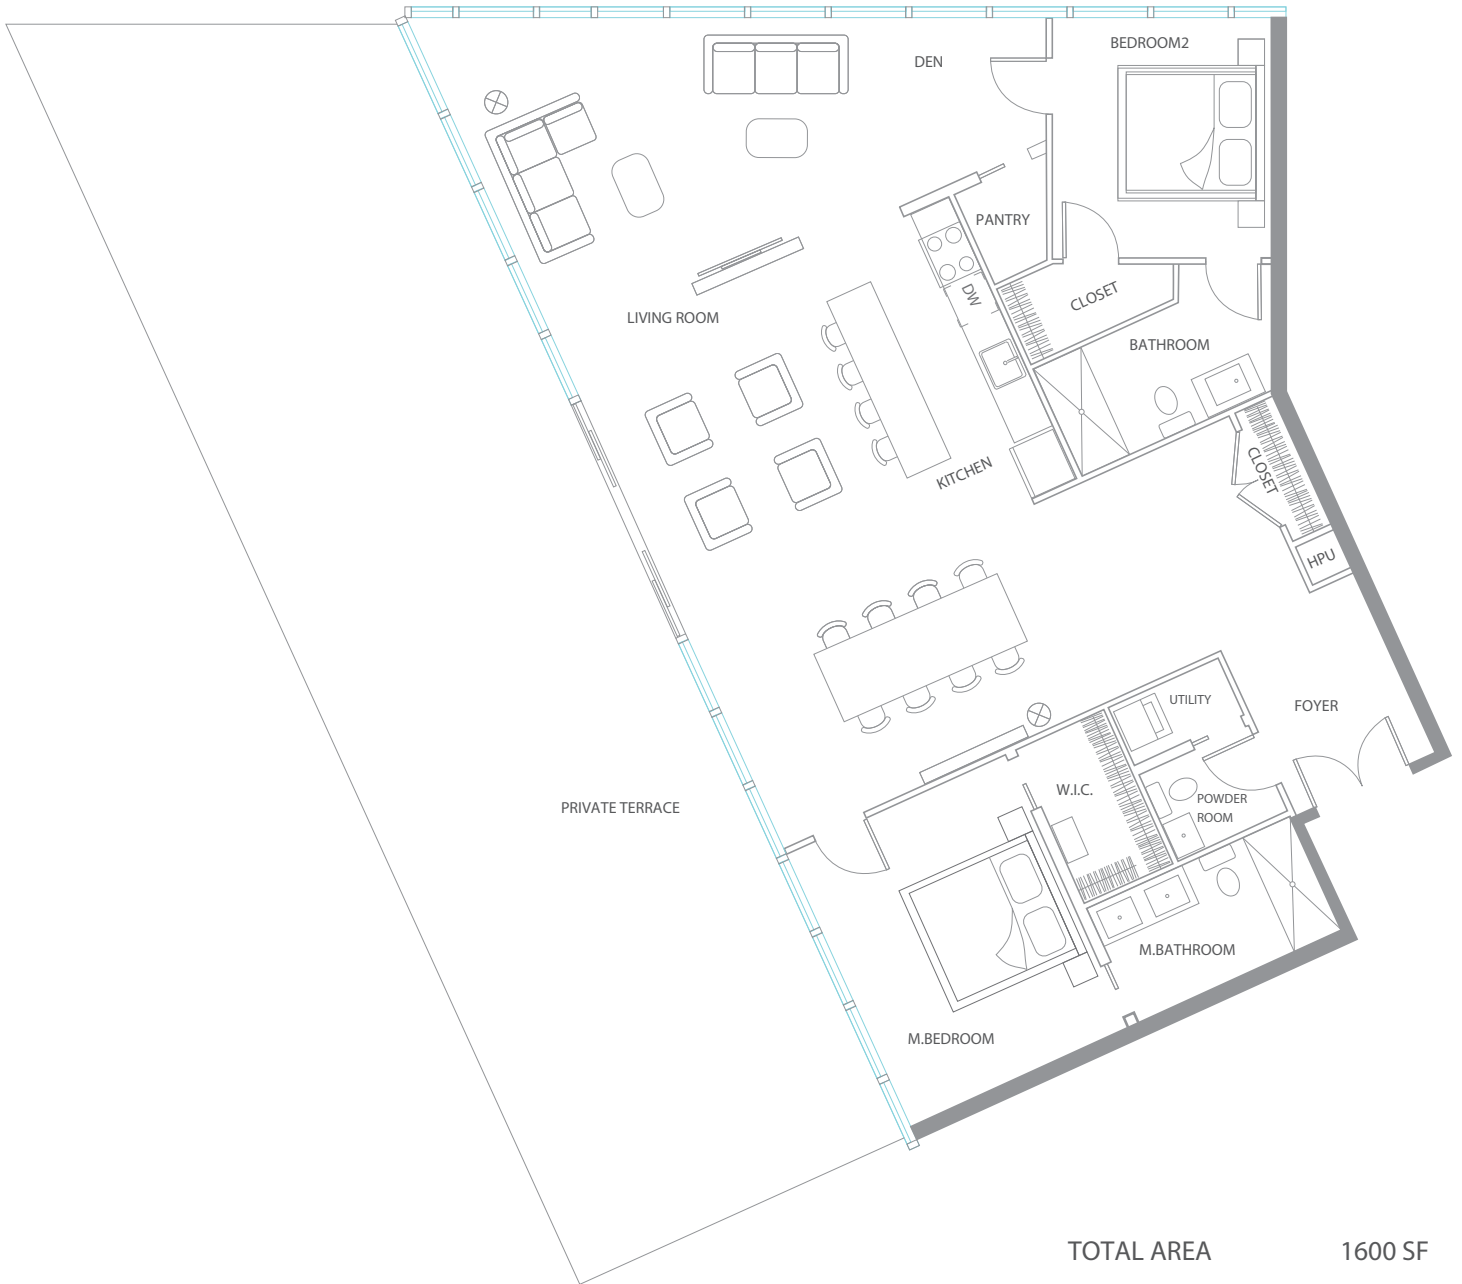 BEDROOM2
DEN
PANTRY
DW
CLOSET
LIVING ROOM
BATHROOM
KITCHEN
CLOSET
HPU
UTILITY
FOYER
W.I.C.
POWDER
ROOM
PRIVATE TERRACE
M.BATHROOM
M.BEDROOM
TOTAL AREA 1600 SF